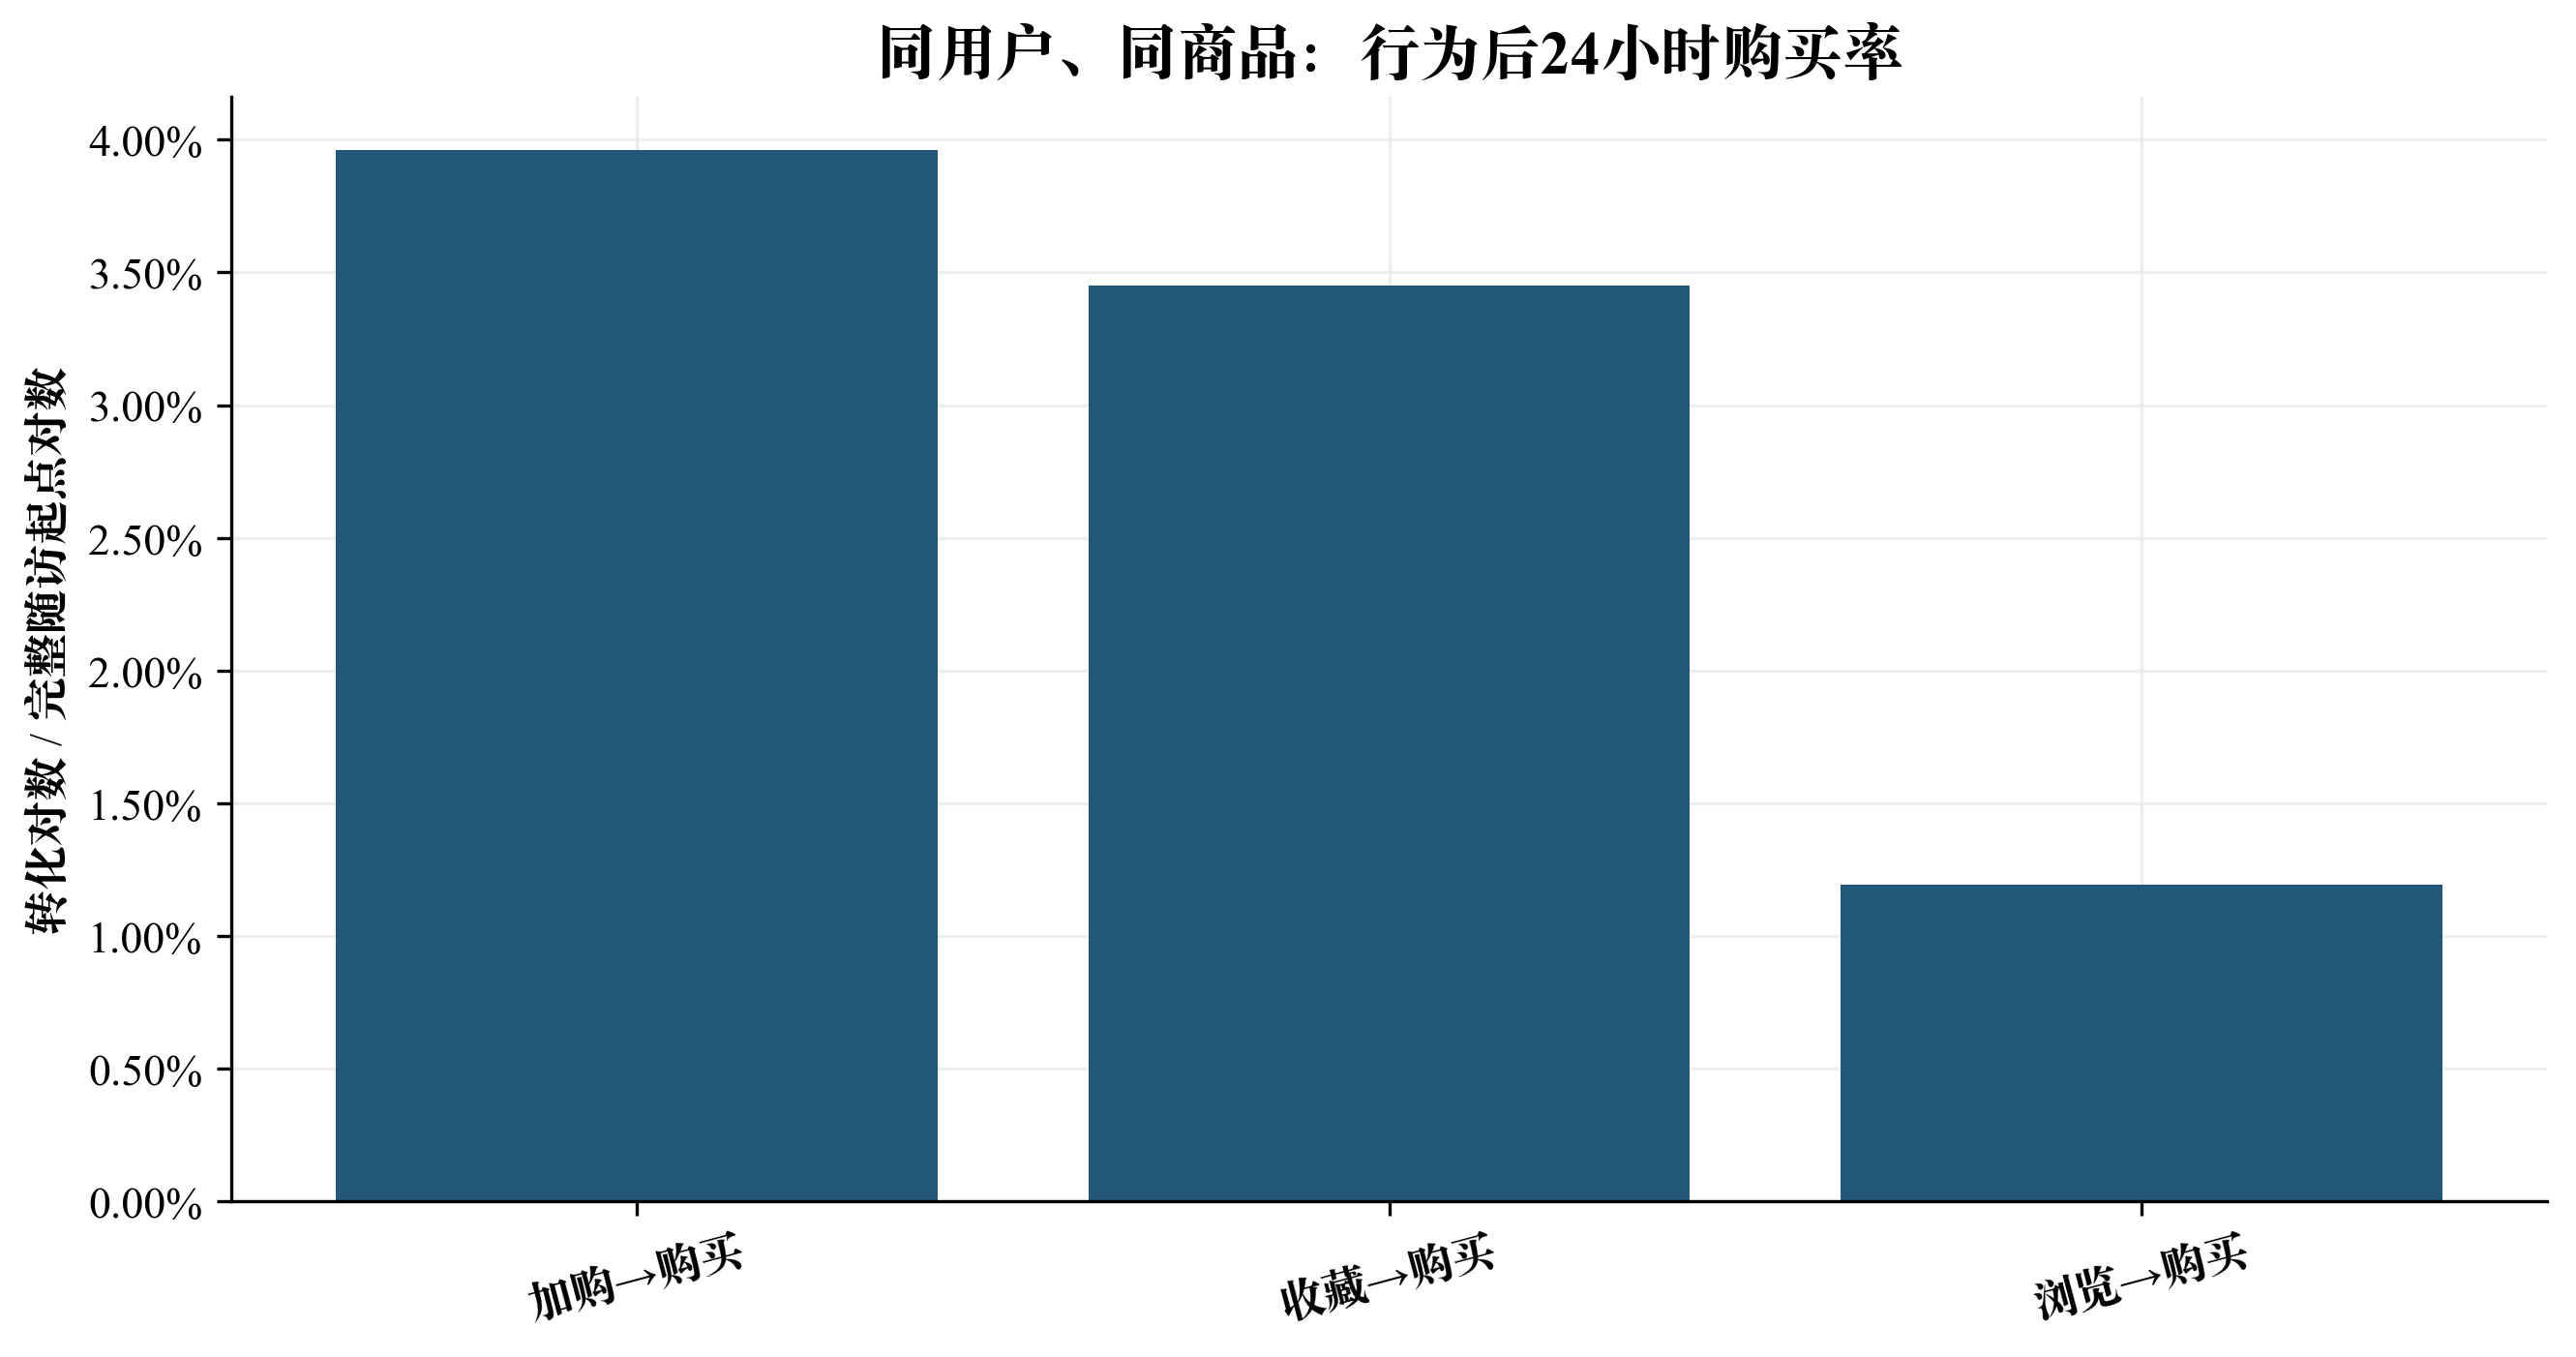 同用户、同商品：行为后24小时购买率
转化对数 / 完整随访起点对数
4.00%
3.50%
3.00%
2.50%
2.00%
1.50%
1.00%
0.50%
0.00%
加购→购买
收藏→购买
浏览→购买